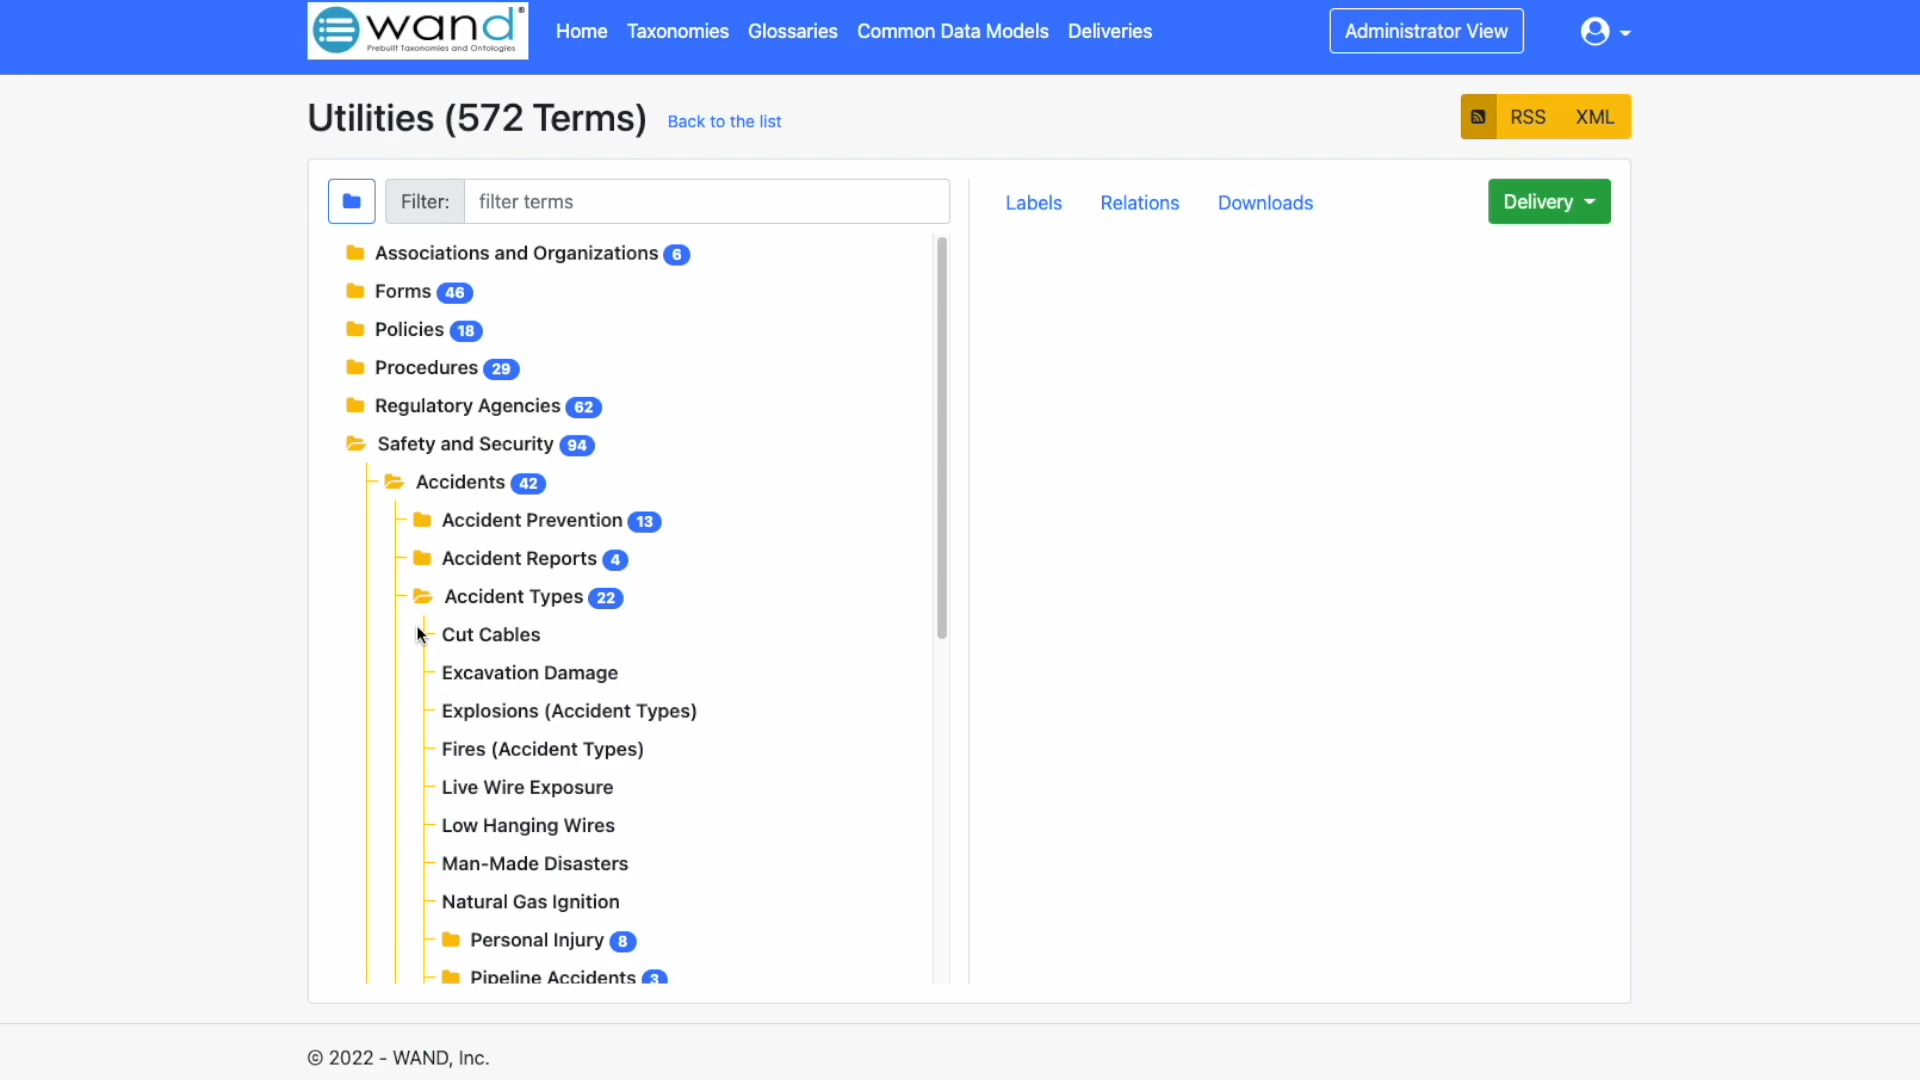 wand®
Prebuilt Taxonomies and Ontologies
Home Taxonomies Glossaries Common Data Models Deliveries
Administrator View
Utilities (572 Terms) Back to the list
RSS XML
Filter: filter terms
Labels Relations Downloads
Delivery
Associations and Organizations 6
Forms 46
Policies 18
Procedures 29
Regulatory Agencies 62
Safety and Security 94
Accidents 42
Accident Prevention 13
Accident Reports 4
Accident Types 22
Cut Cables
Excavation Damage
Explosions (Accident Types)
Fires (Accident Types)
Live Wire Exposure
Low Hanging Wires
Man-Made Disasters
Natural Gas Ignition
Personal Injury 8
Pipeline Accidents 3
© 2022 - WAND, Inc.